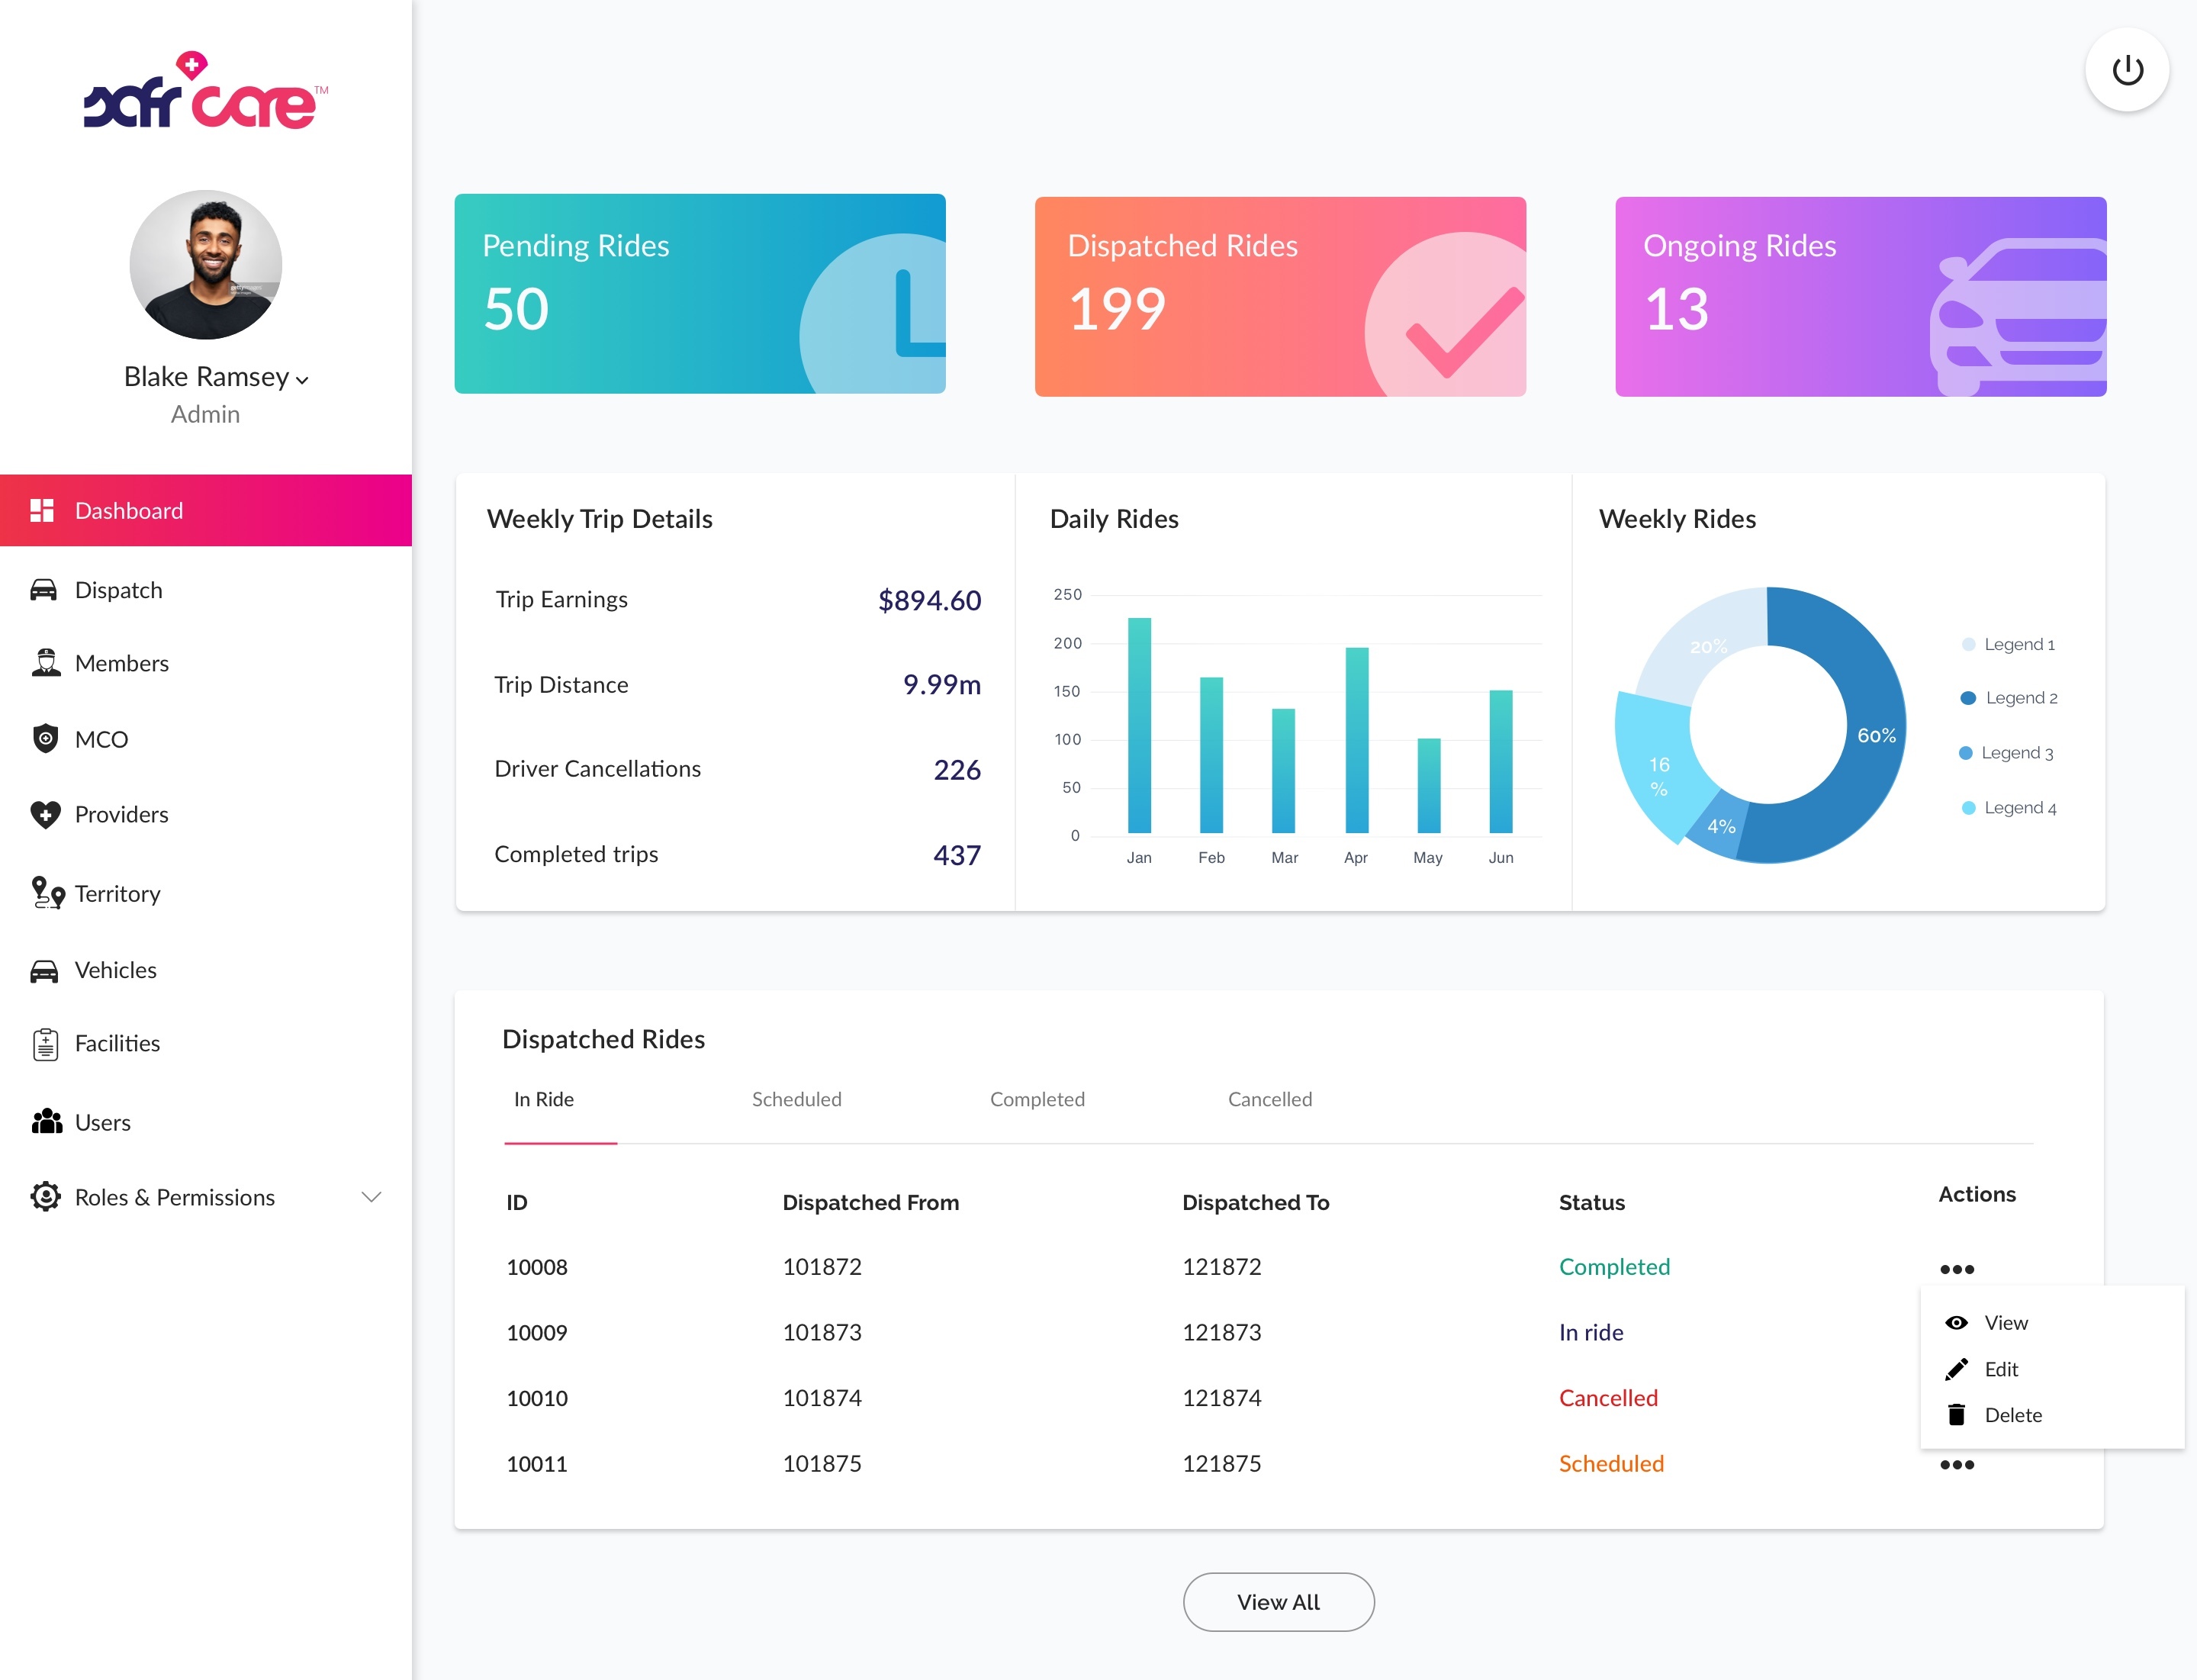 safr care™
Blake Ramsey
Admin
Dashboard
Dispatch
Members
MCO
Providers
Territory
Vehicles
Facilities
Users
Roles & Permissions
Pending Rides
50
Dispatched Rides
199
Ongoing Rides
13
Weekly Trip Details
Trip Earnings $894.60
Trip Distance 9.99m
Driver Cancellations 226
Completed trips 437
Daily Rides
250
200
150
100
50
0
Jan Feb Mar Apr May Jun
Weekly Rides
20%
60%
16
%
4%
Legend 1
Legend 2
Legend 3
Legend 4
Dispatched Rides
In Ride Scheduled Completed Cancelled
ID Dispatched From Dispatched To Status Actions
10008 101872 121872 Completed
10009 101873 121873 In ride
10010 101874 121874 Cancelled
10011 101875 121875 Scheduled
View
Edit
Delete
View All